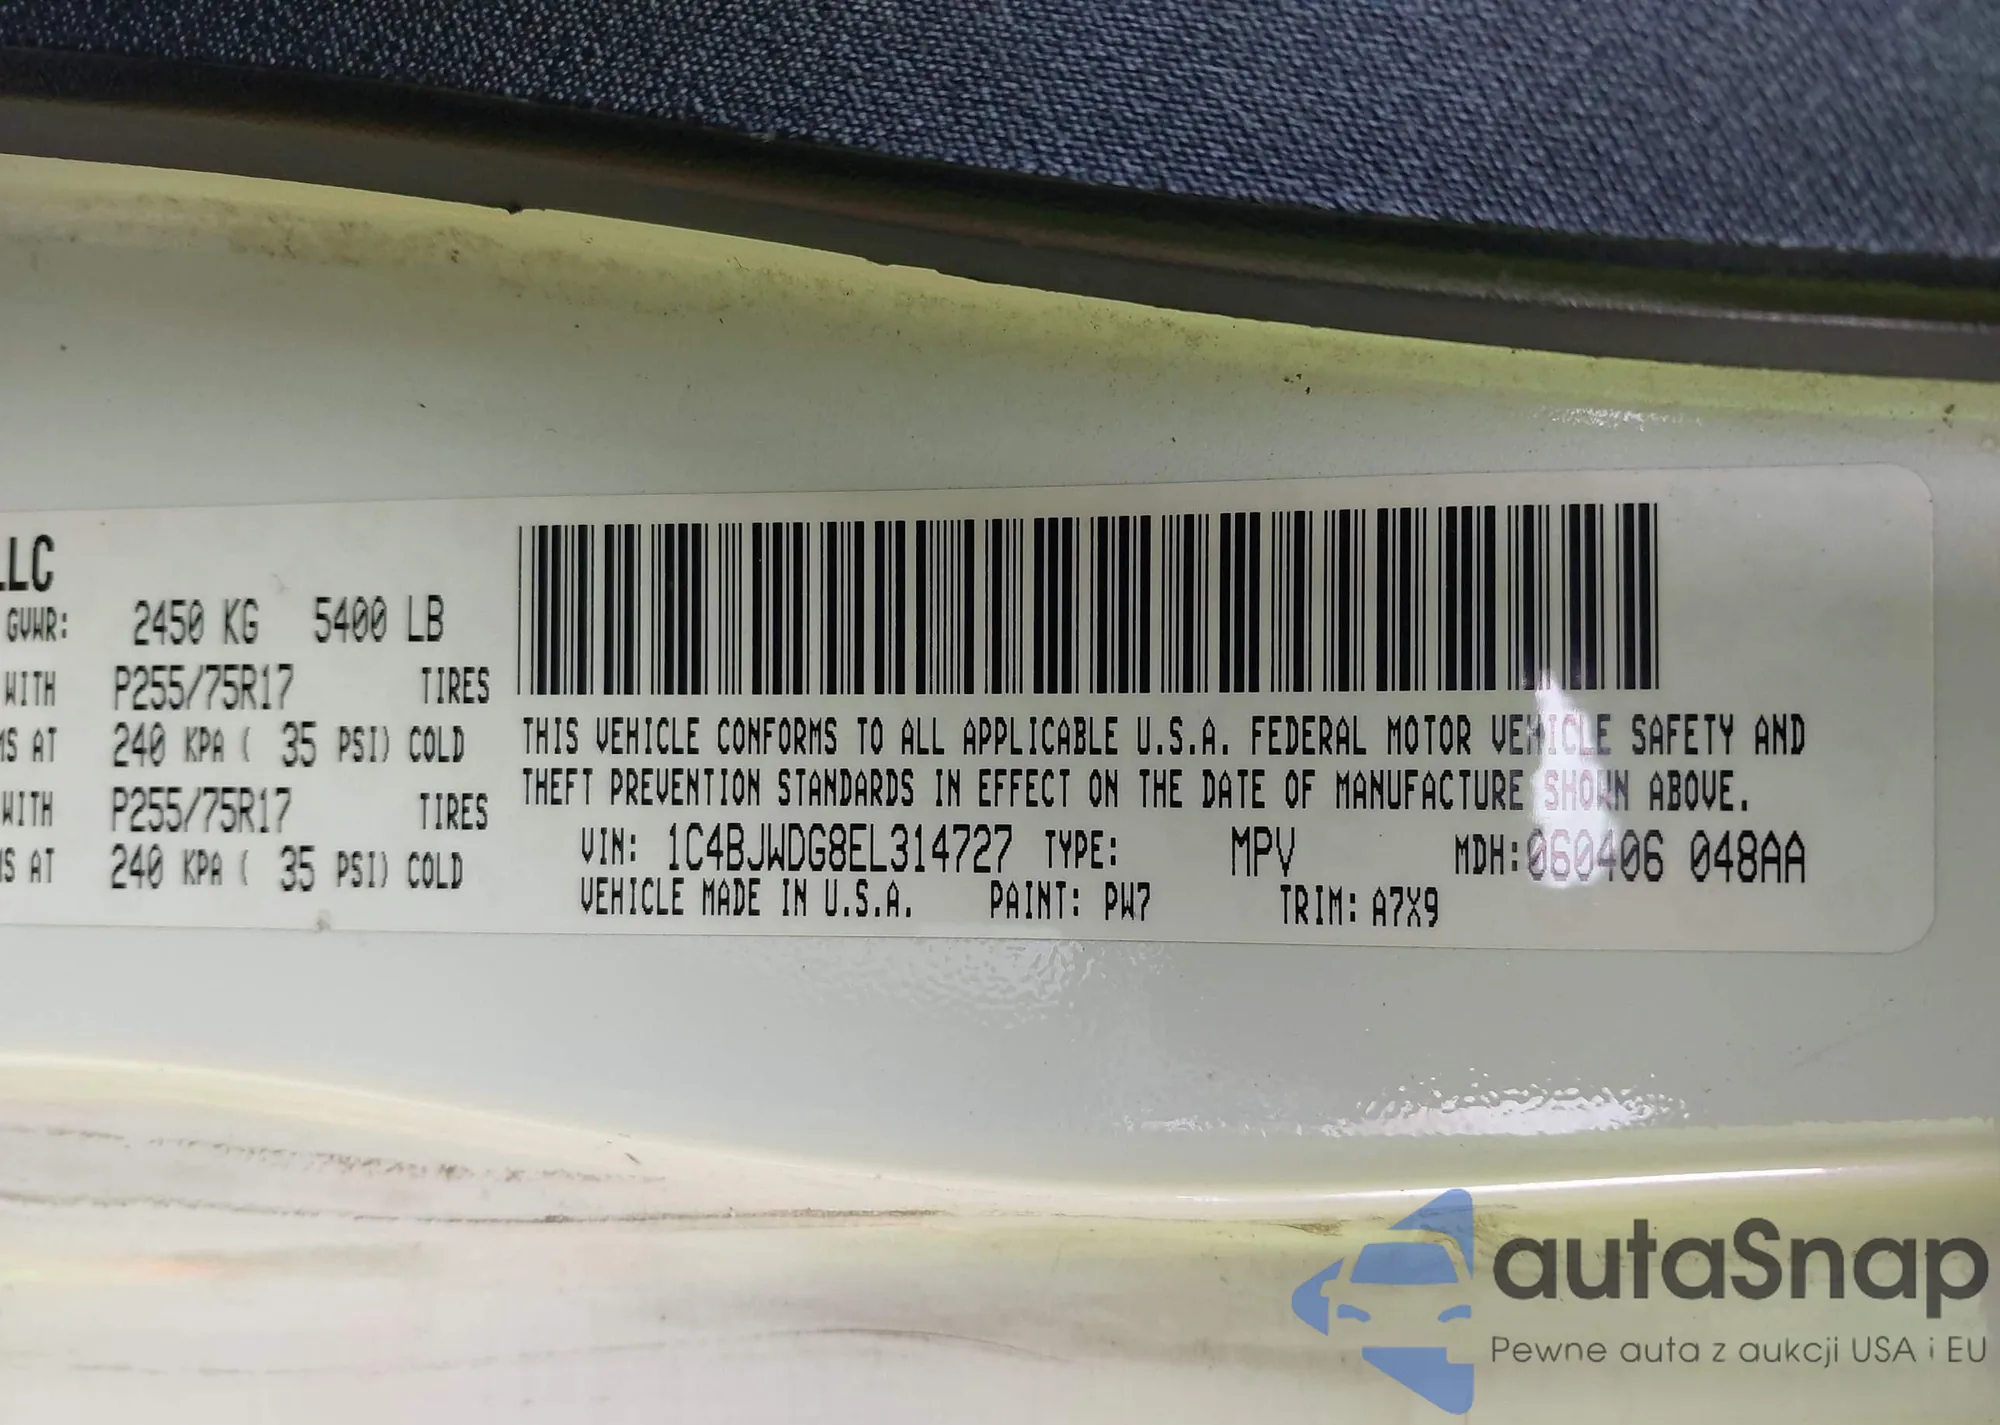 LLC
GVWR: 2450 KG 5400 LB
WITH P255/75R17 TIRES
MS AT 240 KPA ( 35 PSI) COLD
WITH P255/75R17 TIRES
MS AT 240 KPA ( 35 PSI) COLD
THIS VEHICLE CONFORMS TO ALL APPLICABLE U.S.A. FEDERAL MOTOR VEHICLE SAFETY AND
THEFT PREVENTION STANDARDS IN EFFECT ON THE DATE OF MANUFACTURE SHOWN ABOVE.
VIN: 1C4BJWDG8EL314727 TYPE: MPV MDH:060406 048AA
VEHICLE MADE IN U.S.A. PAINT: PW7 TRIM: A7X9
autaSnap
Pewne auta z aukcji USA i EU